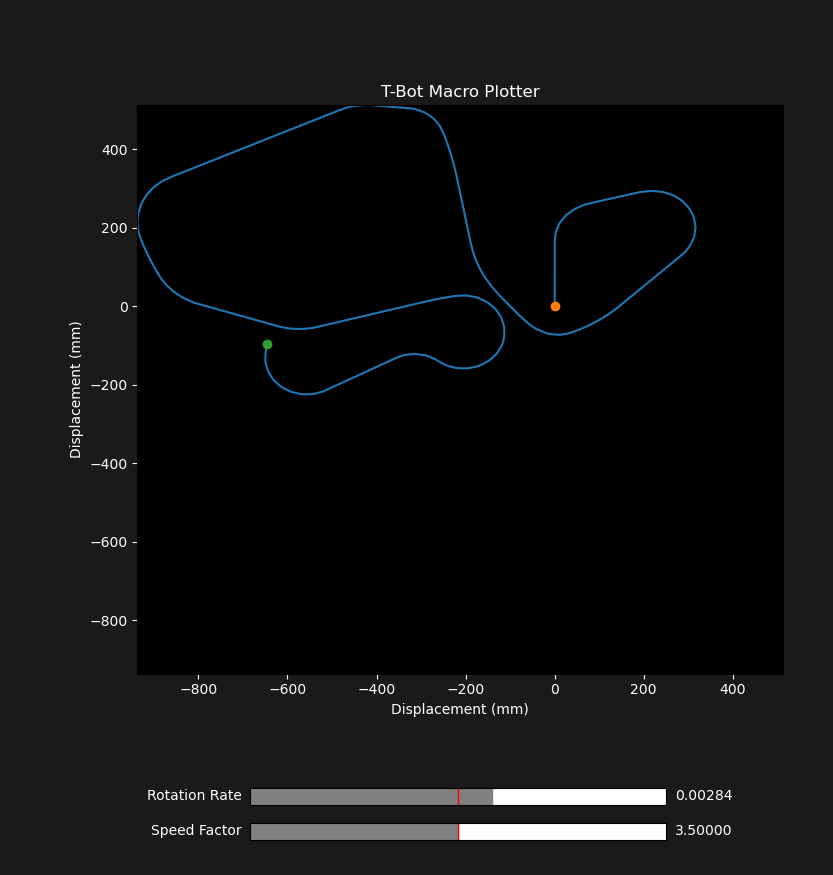 T-Bot Macro Plotter
Displacement (mm)
400
200
0
−200
−400
−600
−800
−800 −600 −400 −200 0 200 400
Displacement (mm)
Rotation Rate 0.00284
Speed Factor 3.50000